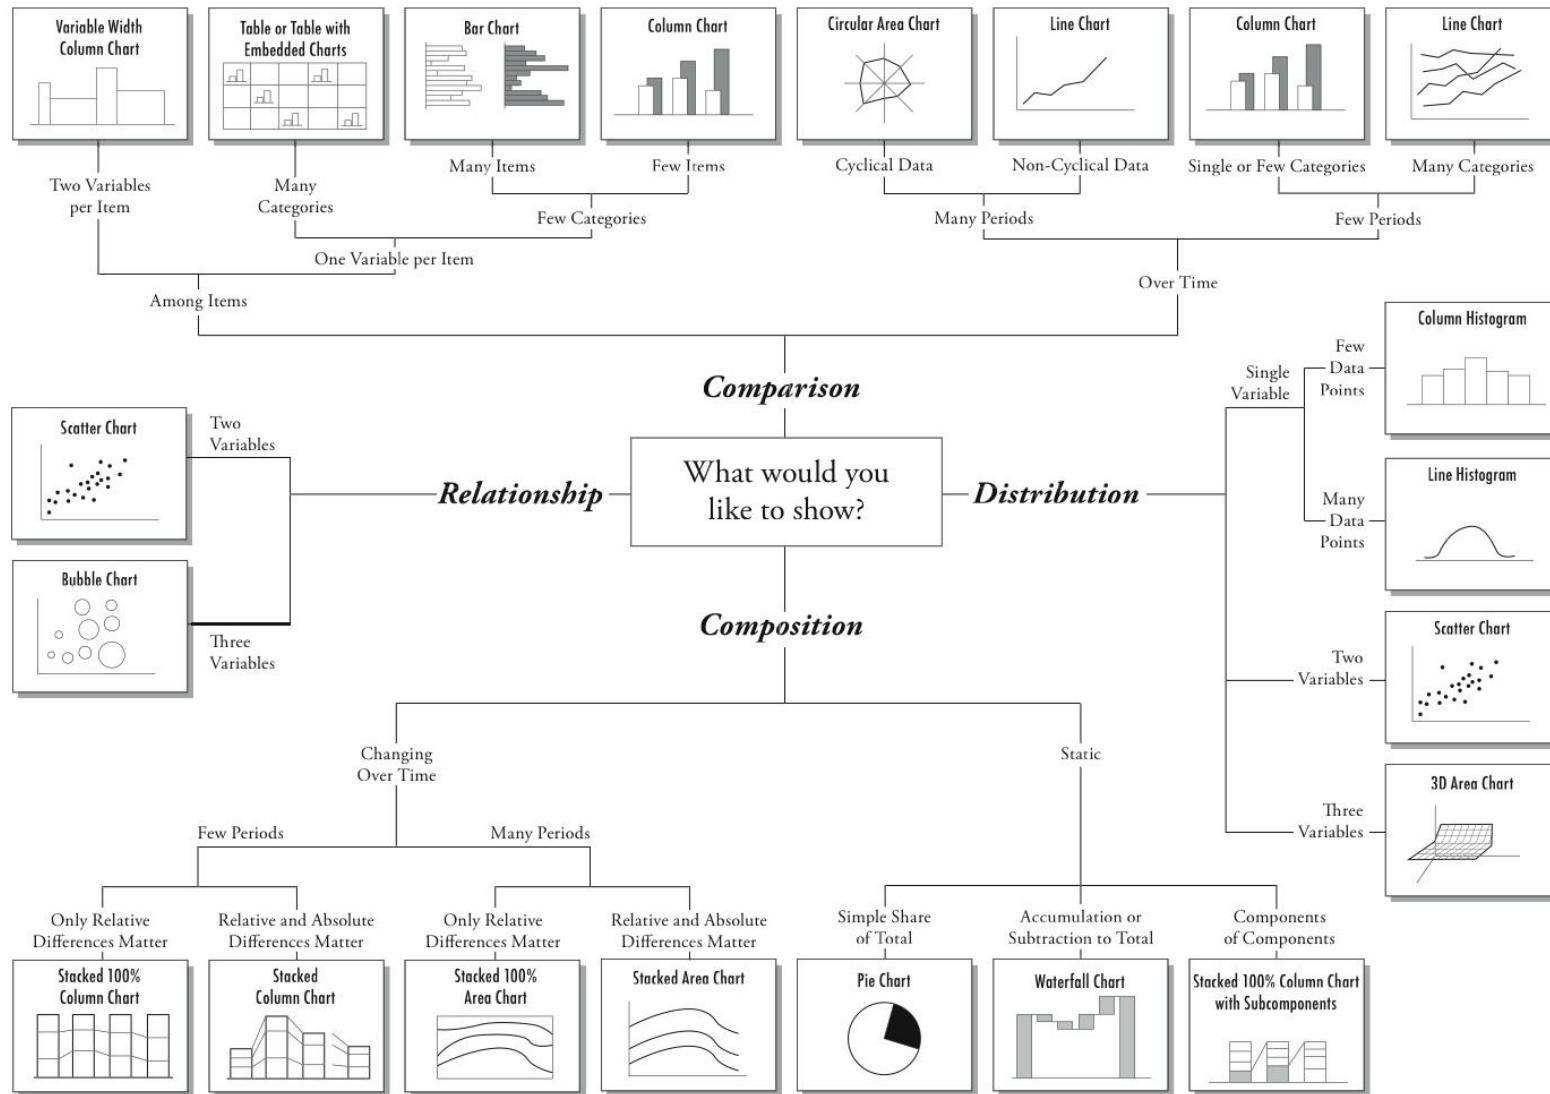 Variable Width
Column Chart
Table or Table with
Embedded Charts
Bar Chart
Column Chart
Circular Area Chart
Line Chart
Column Chart
Line Chart
Two Variables
per Item
Many
Categories
Many Items
Few Items
Cyclical Data
Non-Cyclical Data
Single or Few Categories
Many Categories
Few Categories
Many Periods
Few Periods
One Variable per Item
Among Items
Over Time
Comparison
What would you
like to show?
Relationship
Two
Variables
Scatter Chart
Bubble Chart
Three
Variables
Distribution
Single
Variable
Few
Data
Points
Column Histogram
Many
Data
Points
Line Histogram
Two
Variables
Scatter Chart
Three
Variables
3D Area Chart
Composition
Changing
Over Time
Static
Few Periods
Many Periods
Only Relative
Differences Matter
Relative and Absolute
Differences Matter
Only Relative
Differences Matter
Relative and Absolute
Differences Matter
Simple Share
of Total
Accumulation or
Subtraction to Total
Components
of Components
Stacked 100%
Column Chart
Stacked
Column Chart
Stacked 100%
Area Chart
Stacked Area Chart
Pie Chart
Waterfall Chart
Stacked 100% Column Chart
with Subcomponents